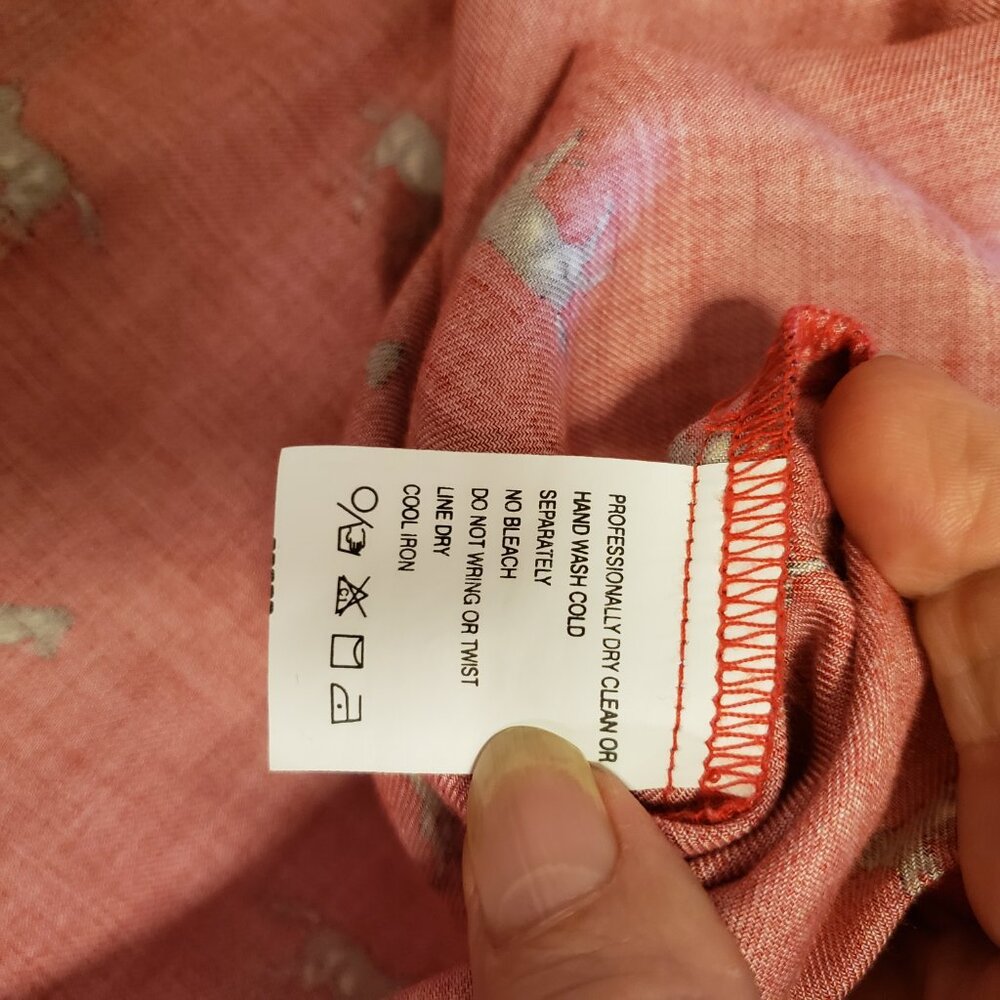 PROFESSIONALLY DRY CLEAN OR
HAND WASH COLD
SEPARATELY
NO BLEACH
DO NOT WRING OR TWIST
LINE DRY
COOL IRON
CL